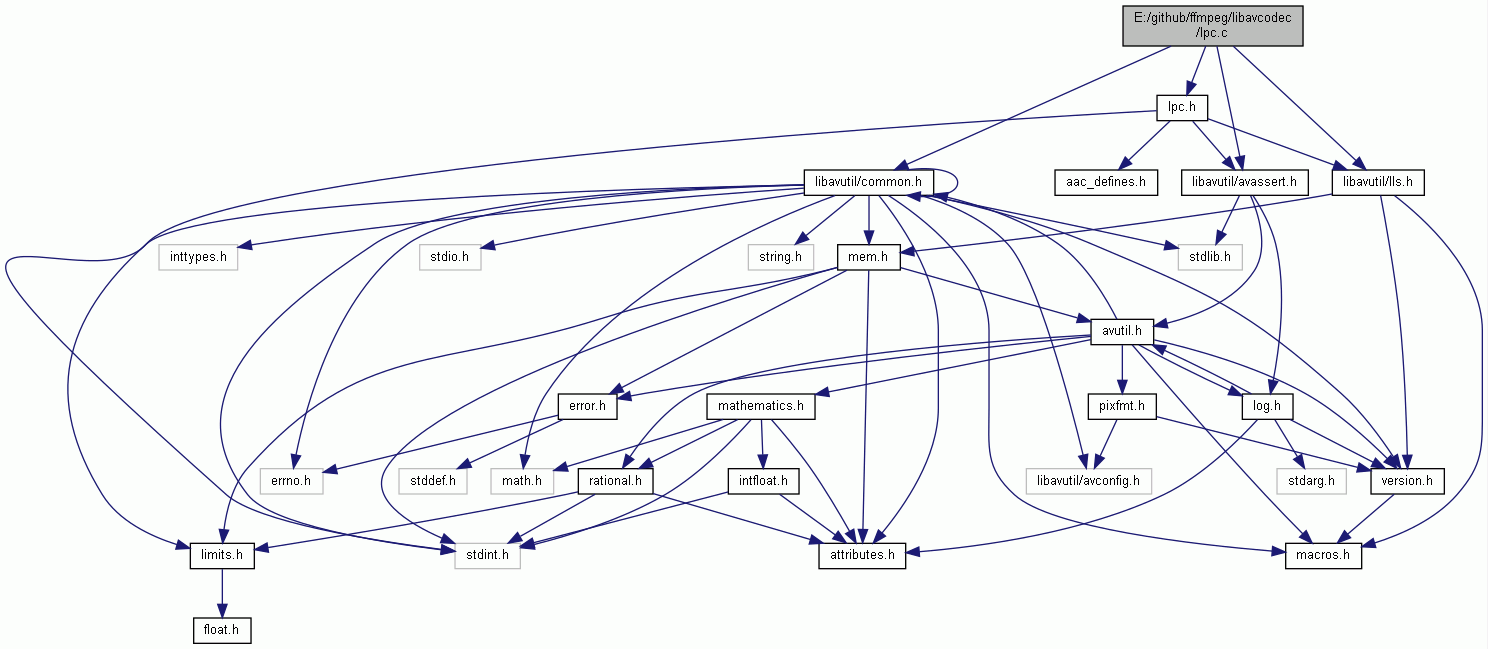 E:/github/ffmpeg/libavcodec
/lpc.c
lpc.h
libavutil/common.h
aac_defines.h
libavutil/avassert.h
libavutil/lls.h
inttypes.h
stdio.h
string.h
mem.h
stdlib.h
avutil.h
error.h
mathematics.h
pixfmt.h
log.h
errno.h
stddef.h
math.h
rational.h
intfloat.h
libavutil/avconfig.h
stdarg.h
version.h
limits.h
stdint.h
attributes.h
macros.h
float.h